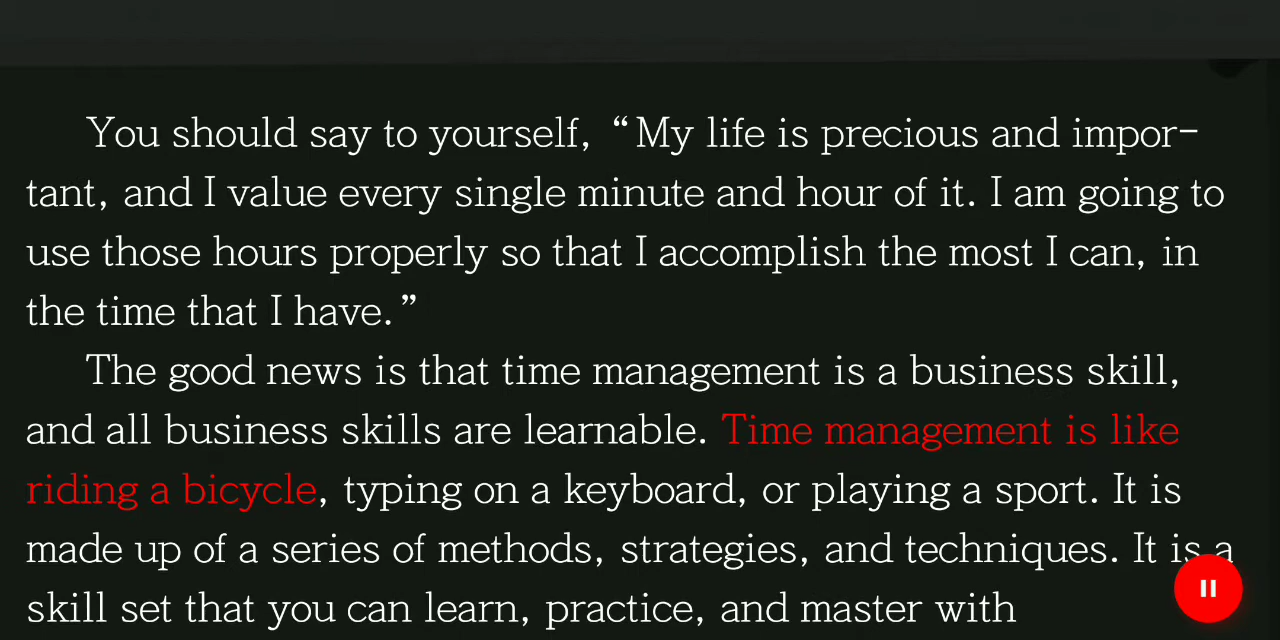 You should say to yourself, “My life is precious and impor-
tant, and I value every single minute and hour of it. I am going to
use those hours properly so that I accomplish the most I can, in
the time that I have.”
The good news is that time management is a business skill,
and all business skills are learnable. Time management is like
riding a bicycle, typing on a keyboard, or playing a sport. It is
made up of a series of methods, strategies, and techniques. It is a
skill set that you can learn, practice, and master with